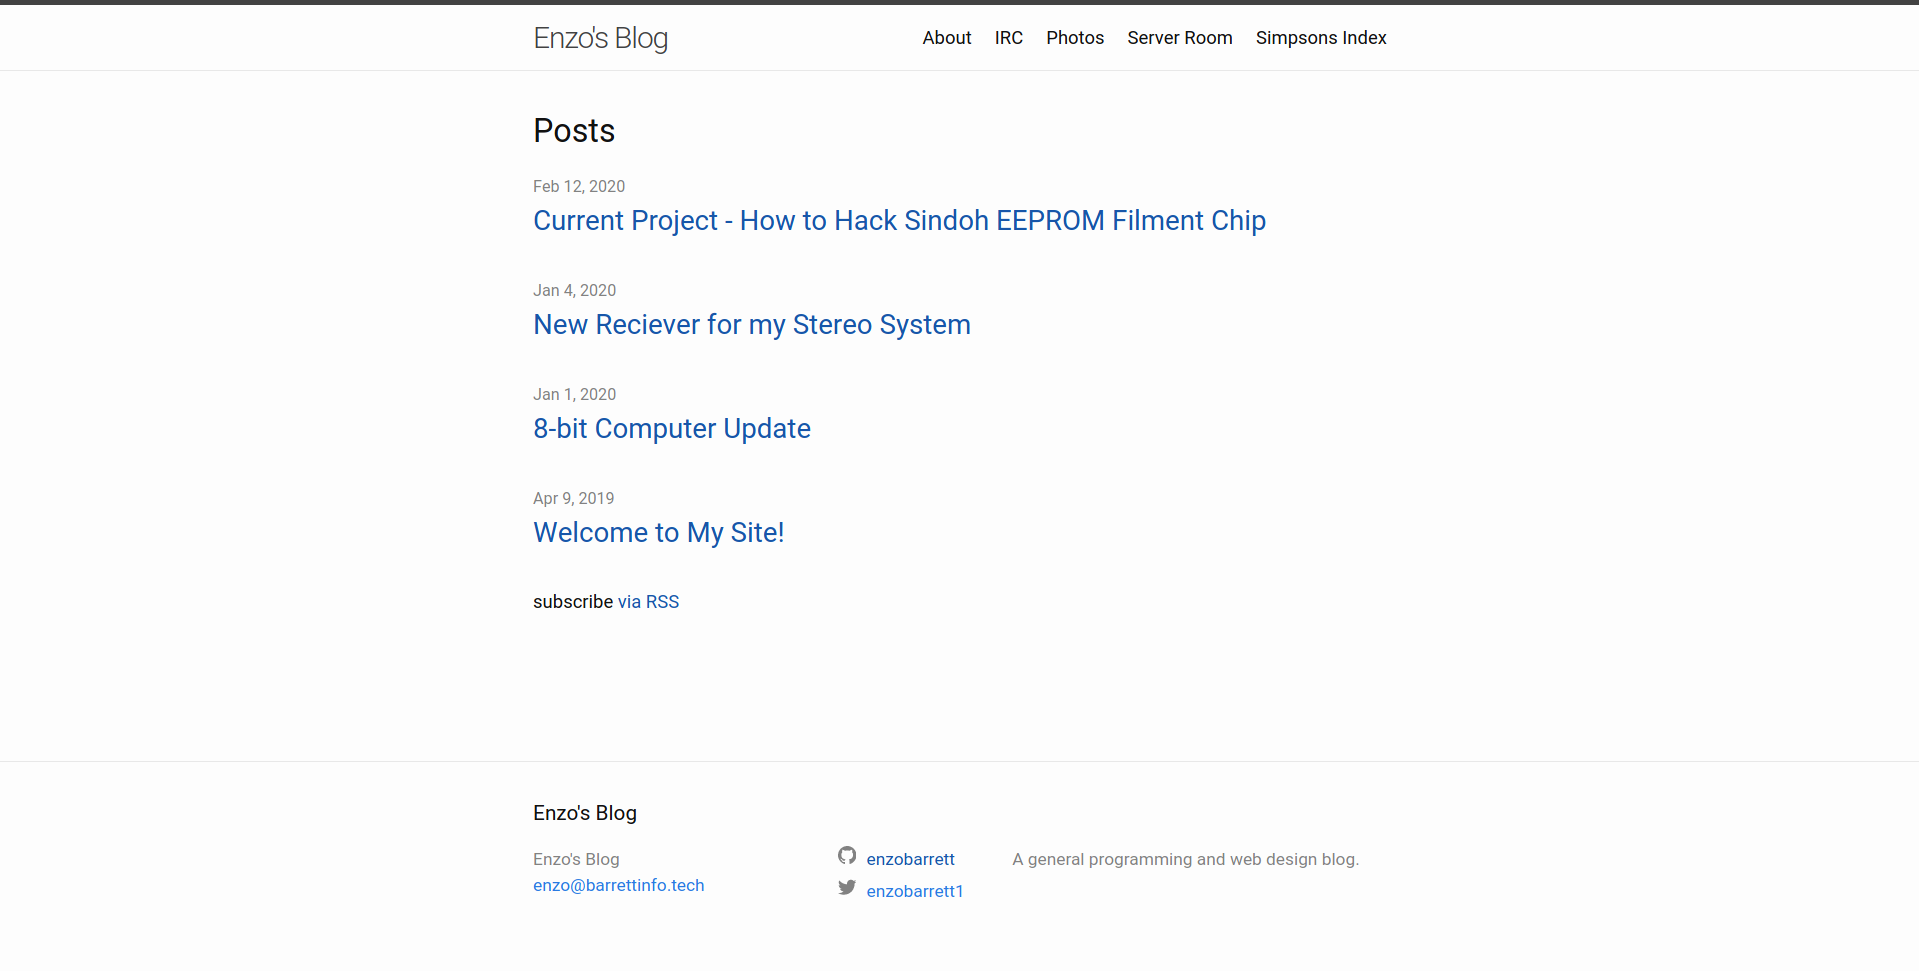 Enzo's Blog
About IRC Photos Server Room Simpsons Index
Posts
Feb 12, 2020
Current Project - How to Hack Sindoh EEPROM Filment Chip
Jan 4, 2020
New Reciever for my Stereo System
Jan 1, 2020
8-bit Computer Update
Apr 9, 2019
Welcome to My Site!
subscribe via RSS
Enzo's Blog
Enzo's Blog
enzo@barrettinfo.tech
enzobarrett
enzobarrett1
A general programming and web design blog.